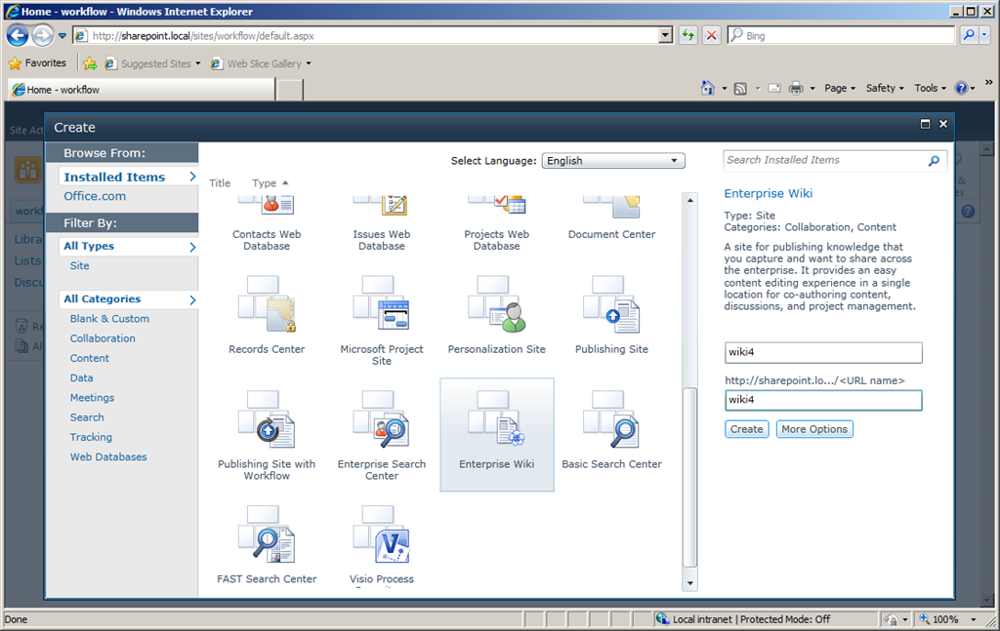 Home - workflow - Windows Internet Explorer
http://sharepoint.local/sites/workflow/default.aspx
Bing
Favorites
Suggested Sites
Web Slice Gallery
Home - workflow
Page
Safety
Tools
»
Site Act
Create
Browse From:
Installed Items
Office.com
Filter By:
All Types
Site
All Categories
Blank & Custom
Collaboration
Content
Data
Meetings
Search
Tracking
Web Databases
workf
Libra
Lists
Discu
Re
Al
Select Language:
English
Title
Type
Contacts Web
Database
Issues Web
Database
Projects Web
Database
Document Center
Records Center
Microsoft Project
Site
Personalization Site
Publishing Site
Publishing Site with
Workflow
Enterprise Search
Center
Enterprise Wiki
Basic Search Center
FAST Search Center
Visio Process
Search Installed Items
Enterprise Wiki
Type: Site
Categories: Collaboration, Content
A site for publishing knowledge that
you capture and want to share across
the enterprise. It provides an easy
content editing experience in a single
location for co-authoring content,
discussions, and project management.
wiki4
http://sharepoint.lo.../<URL name>
wiki4
Create
More Options
&
es
Done
Local intranet | Protected Mode: Off
100%